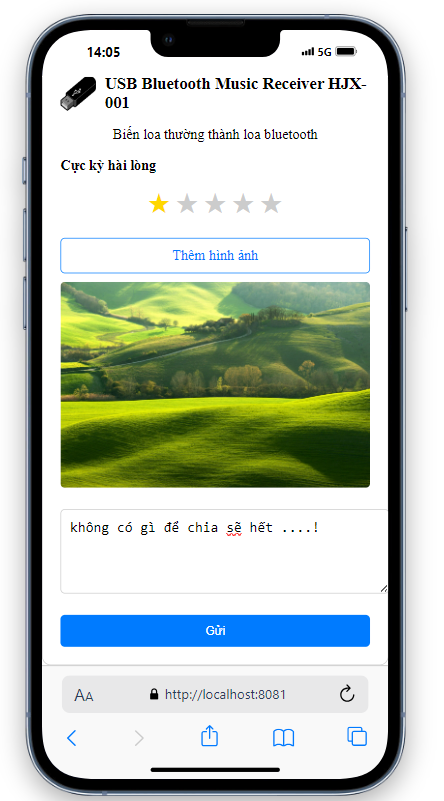 14:05
5G
USB Bluetooth Music Receiver HJX-
001
Biến loa thường thành loa bluetooth
Cực kỳ hài lòng
Thêm hình ảnh
không có gì để chia sẽ hết ....!
Gửi
AA
http://localhost:8081